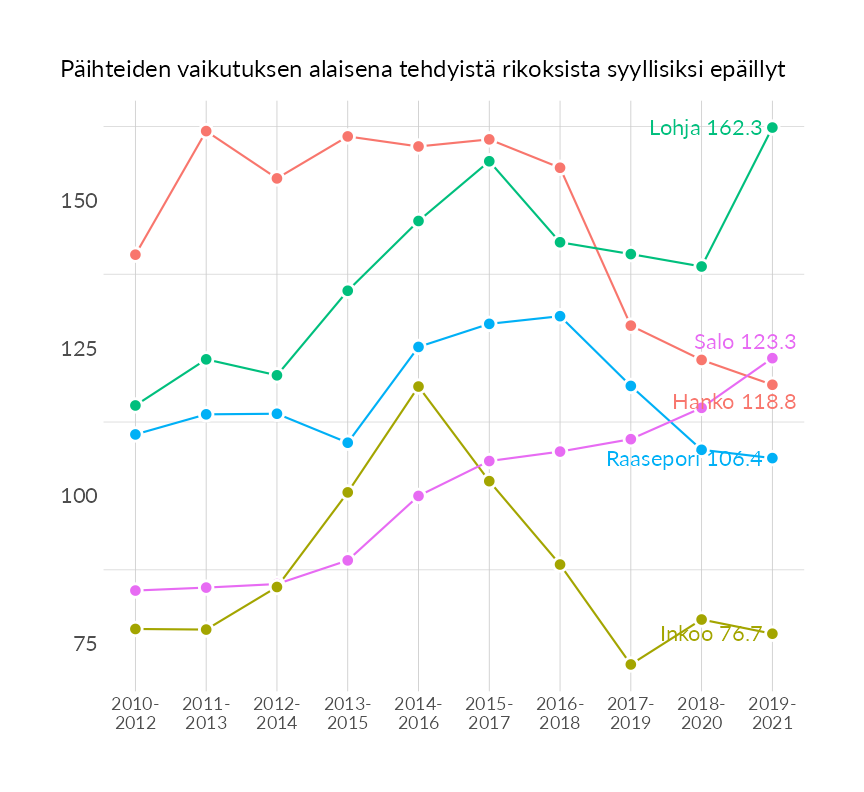 Päihteiden vaikutuksen alaisena tehdyistä rikoksista syyllisiksi epäillyt
Lohja 162.3
150
125
Salo 123.3
Hanko 118.8
Raasepori 106.4
100
Inkoo 76.7
75
2010- 2011- 2012- 2013- 2014- 2015- 2016- 2017- 2018- 2019-
2012 2013 2014 2015 2016 2017 2018 2019 2020 2021